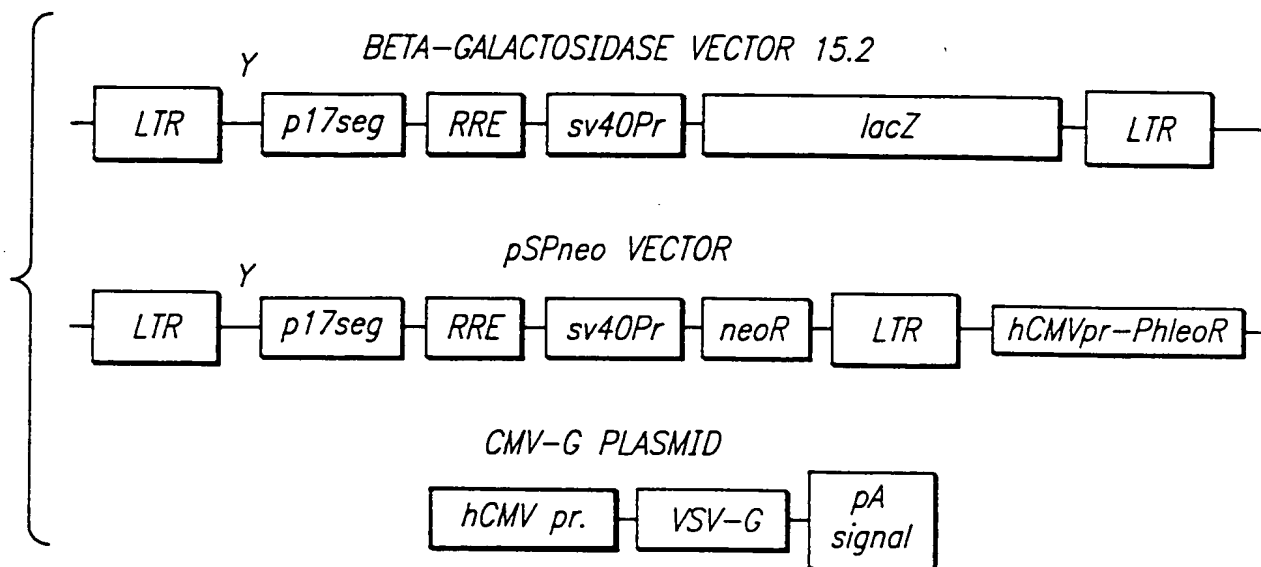 BETA-GALACTOSIDASE VECTOR 15.2
Y
LTR p17seg RRE sv40Pr lacZ LTR
pSPneo VECTOR
Y
LTR p17seg RRE sv40Pr neoR LTR hCMVpr-PhleoR
CMV-G PLASMID
hCMV pr. VSV-G pA
signal